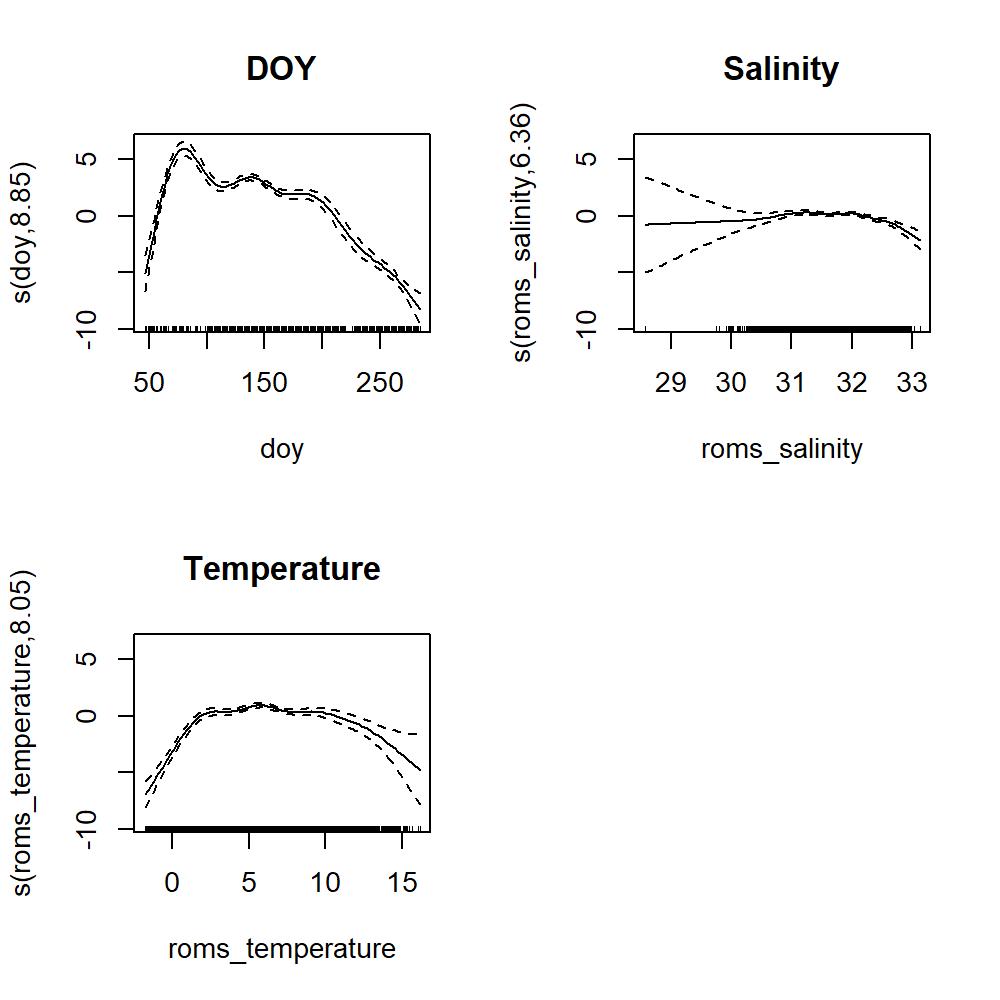 DOY
s(doy,8.85)
5
0
-10
50 150 250
doy
Salinity
s(roms_salinity,6.36)
5
0
-10
29 30 31 32 33
roms_salinity
Temperature
s(roms_temperature,8.05)
5
0
-10
0 5 10 15
roms_temperature